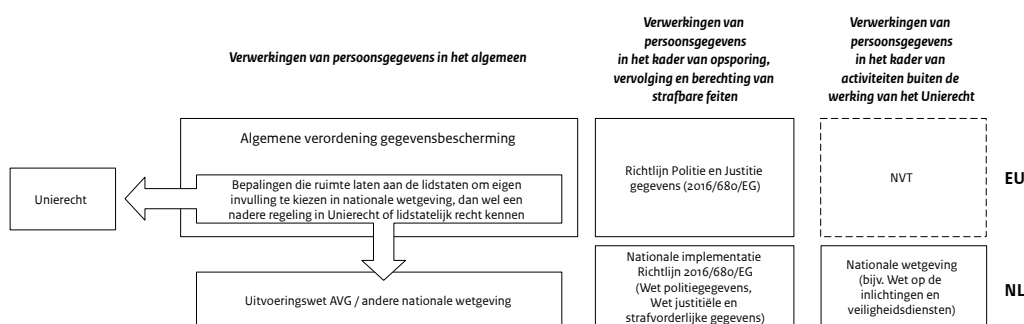 Verwerkingen van persoonsgegevens in het algemeen
Verwerkingen van
persoonsgegevens
in het kader van opsporing,
vervolging en berechting van
strafbare feiten
Verwerkingen van
persoonsgegevens
in het kader van
activiteiten buiten de
werking van het Unierecht
Unierecht
Algemene verordening gegevensbescherming
Bepalingen die ruimte laten aan de lidstaten om eigen
invulling te kiezen in nationale wetgeving, dan wel een
nadere regeling in Unierecht of lidstatelijk recht kennen
Richtlijn Politie en Justitie
gegevens (2016/680/EG)
NVT
EU
Uitvoeringswet AVG / andere nationale wetgeving
Nationale implementatie
Richtlijn 2016/680/EG
(Wet politiegegevens,
Wet justitiële en
strafvorderlijke gegevens)
Nationale wetgeving
(bijv. Wet op de
inlichtingen en
veiligheidsdiensten)
NL